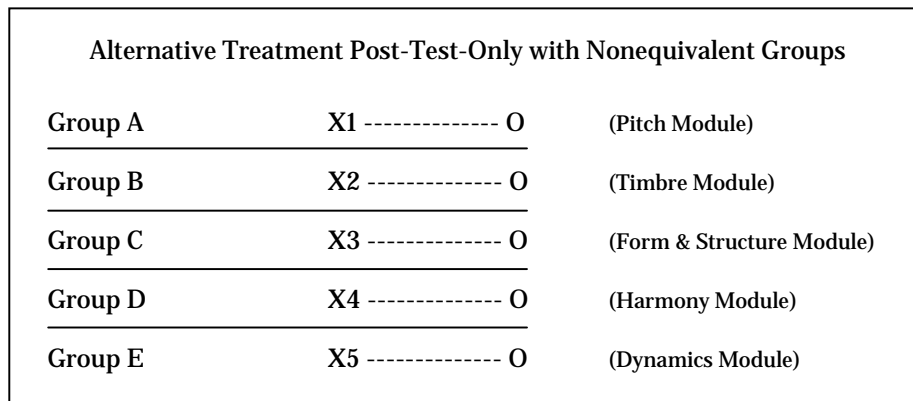 Alternative Treatment Post-Test-Only with Nonequivalent Groups
Group A X1 -------------- O (Pitch Module)
Group B X2 -------------- O (Timbre Module)
Group C X3 -------------- O (Form & Structure Module)
Group D X4 -------------- O (Harmony Module)
Group E X5 -------------- O (Dynamics Module)